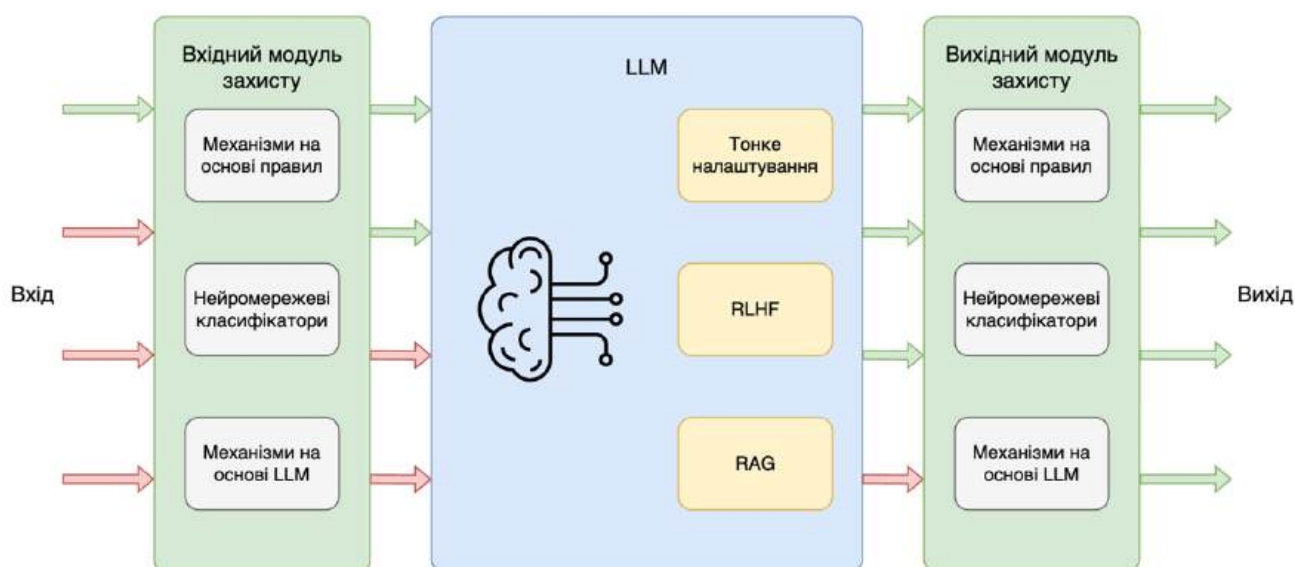 Вхід
Вхідний модуль
захисту
Механізми на
основі правил
Нейромережеві
класифікатори
Механізми на
основі LLM
LLM
Тонке
налаштування
RLHF
RAG
Вихідний модуль
захисту
Механізми на
основі правил
Нейромережеві
класифікатори
Механізми на
основі LLM
Вихід